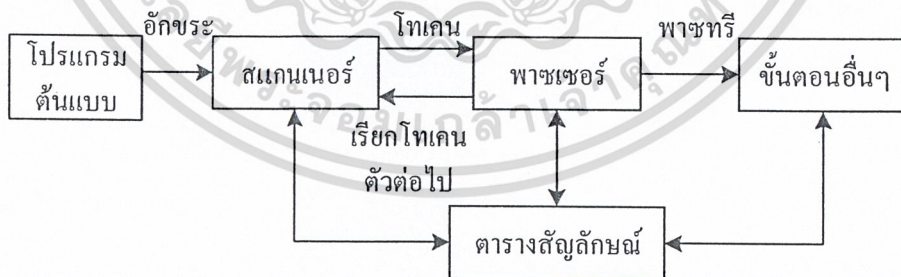 อักขระ
โทเคน
พาซทรี
โปรแกรม
ต้นแบบ
สแกนเนอร์
พาซเซอร์
ขั้นตอนอื่นๆ
เรียกโทเคน
ตัวต่อไป
ตารางสัญลักษณ์